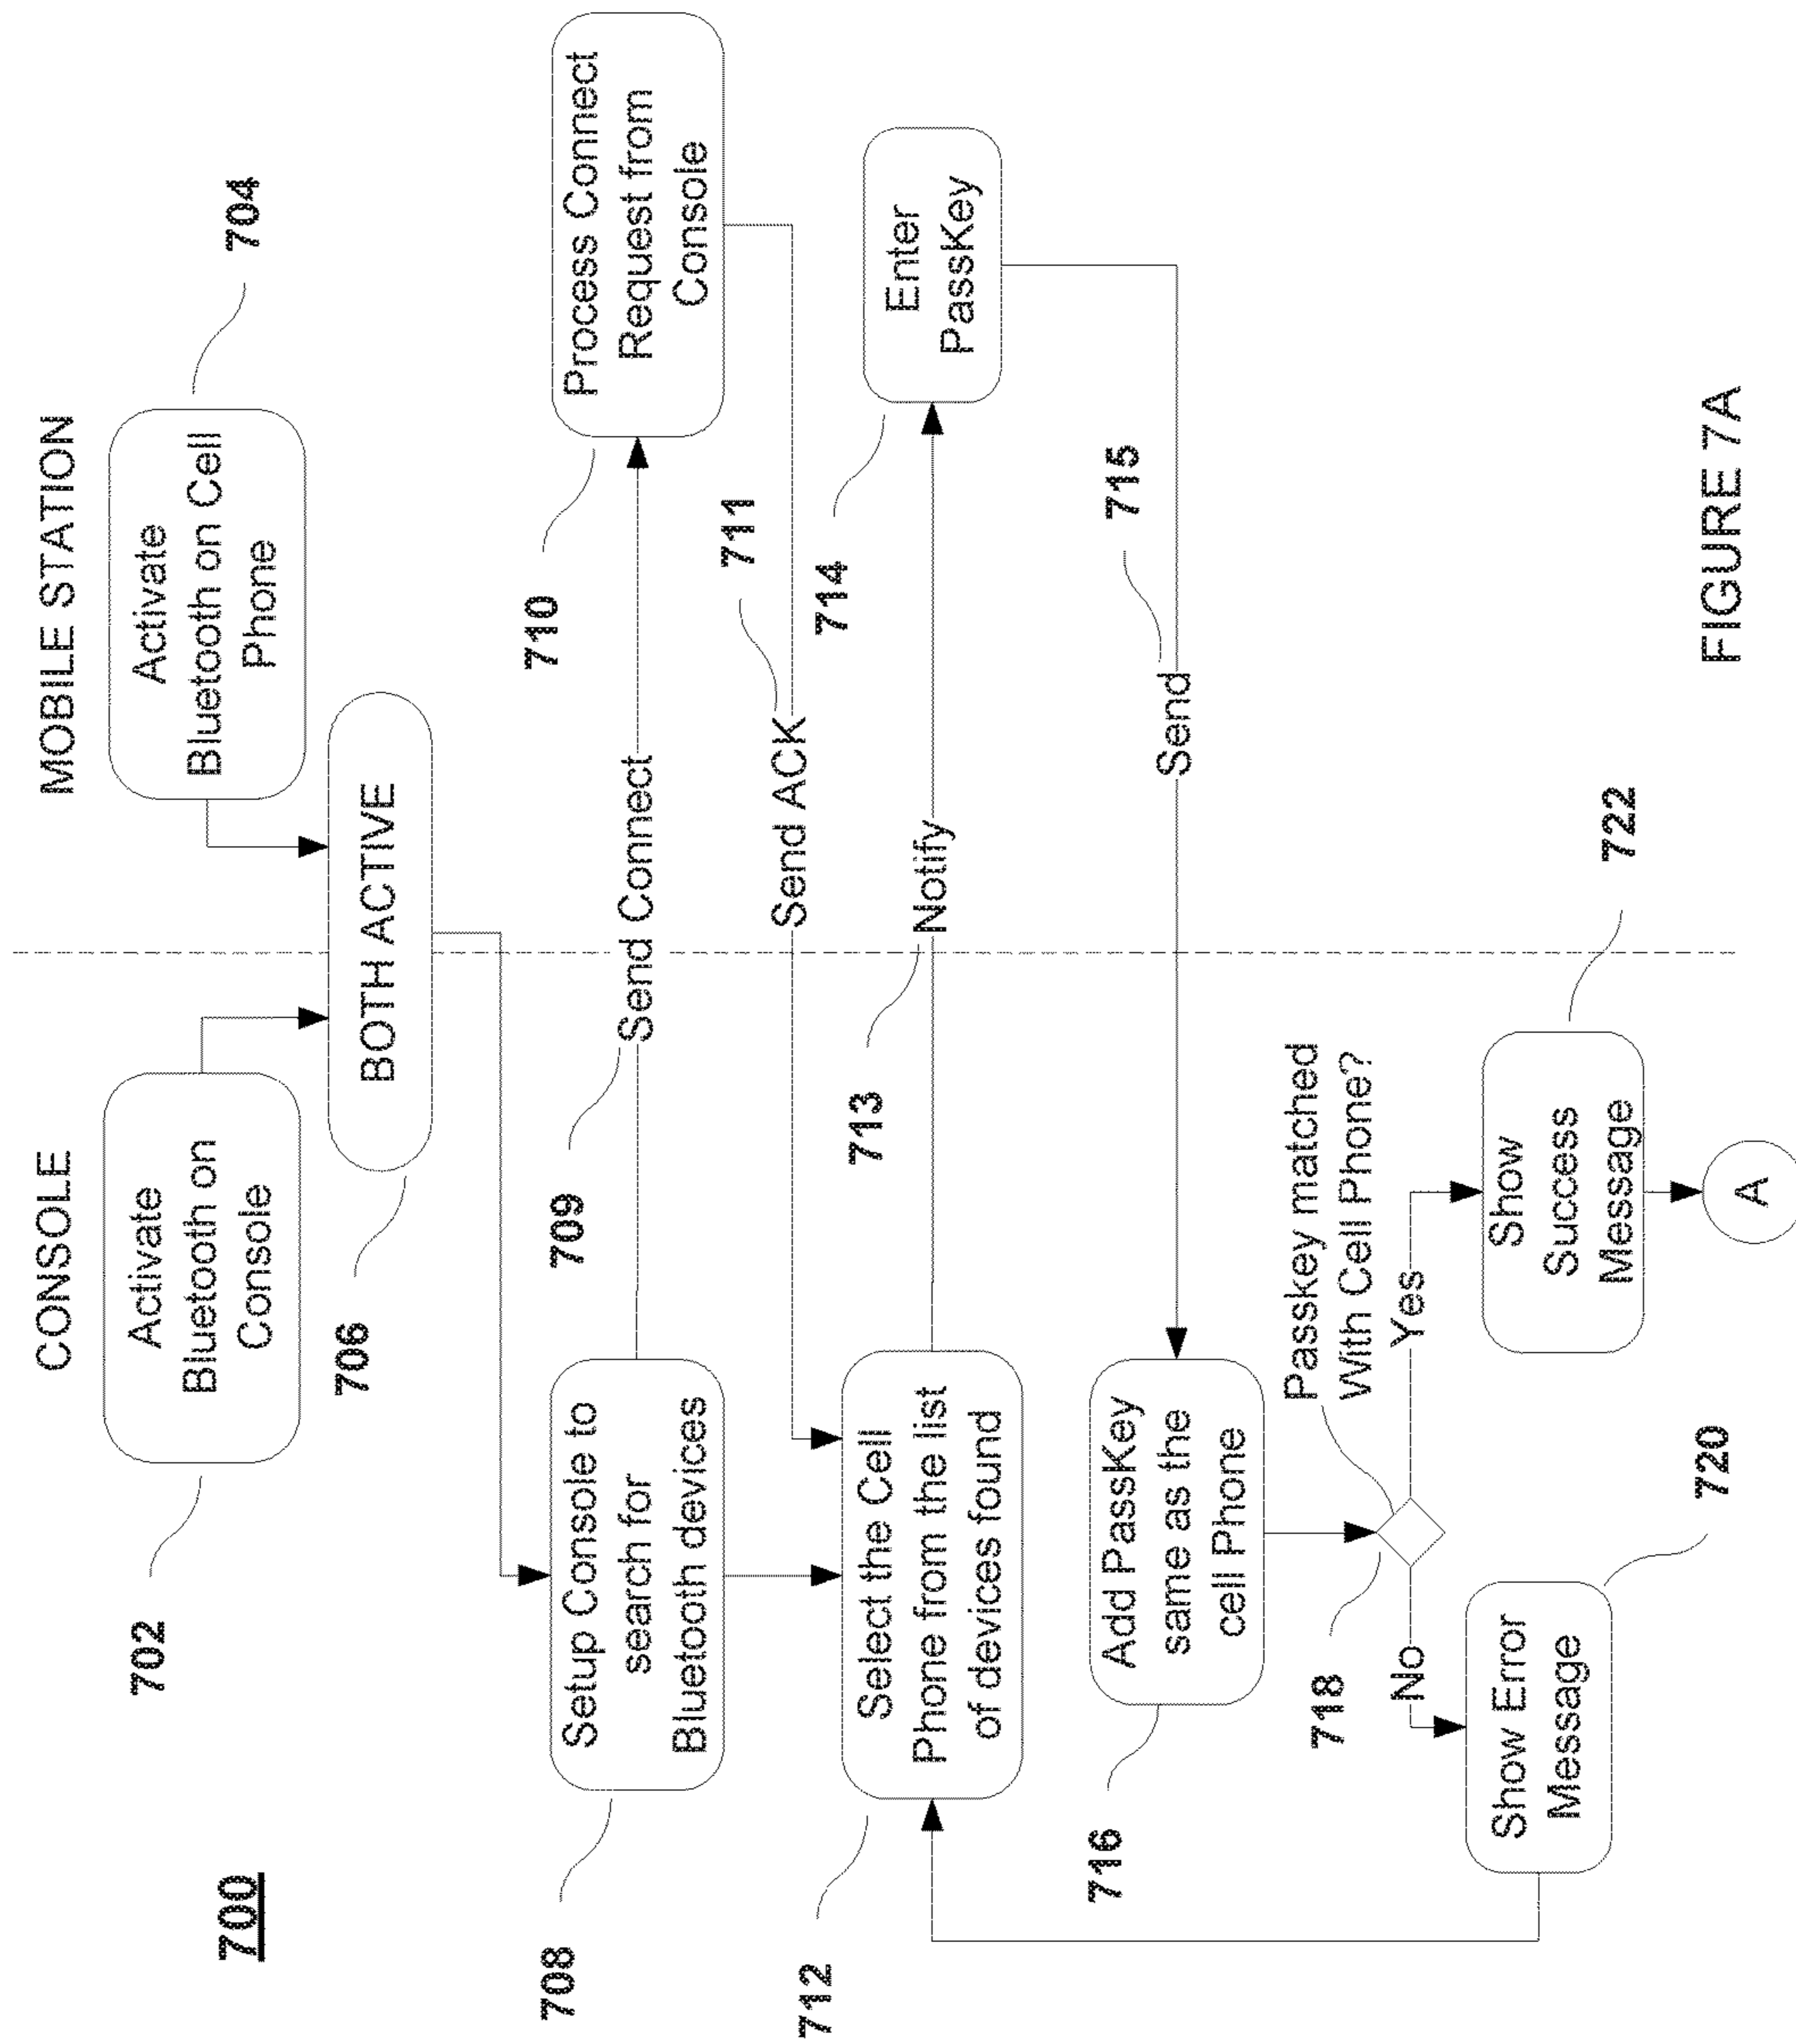 700
CONSOLE
MOBILE STATION
702
Activate
Bluetooth on
Console
Activate
Bluetooth on Cell
Phone
704
706
BOTH ACTIVE
708
Setup Console to
search for
Bluetooth devices
709
Send Connect
710
Process Connect
Request from
Console
711
Send ACK
712
Select the Cell
Phone from the list
of devices found
713
Notify
714
Enter
PassKey
715
Send
716
Add PassKey
same as the
cell Phone
718
Passkey matched
With Cell Phone?
No
Yes
Show Error
Message
720
Show
Success
Message
722
A
FIGURE 7A